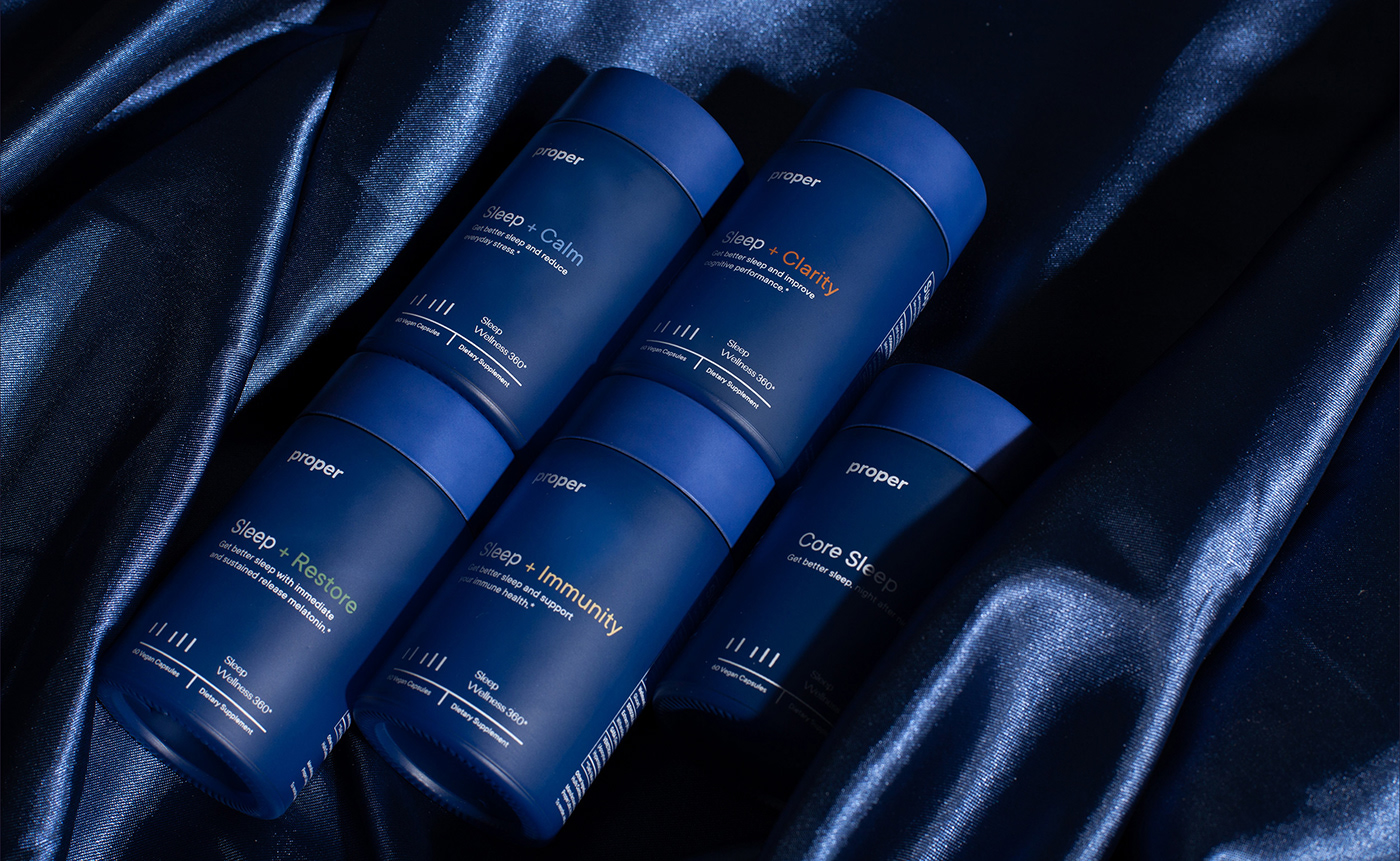 proper
Sleep + Calm
Get better sleep and reduce
everyday stress.*
60 Vegan Capsules
Sleep
Wellness 360°
Dietary Supplement
proper
Sleep + Clarity
Get better sleep and improve
cognitive performance.*
60 Vegan Capsules
Sleep
Wellness 360°
Dietary Supplement
proper
Sleep + Restore
Get better sleep with immediate
and sustained release melatonin.*
60 Vegan Capsules
Sleep
Wellness 360°
Dietary Supplement
proper
Sleep + Immunity
Get better sleep and support
your immune health.*
60 Vegan Capsules
Sleep
Wellness 360°
Dietary Supplement
proper
Core Sleep
Get better sleep, night after
60 Vegan Capsules
Sleep
Wellness
Dietary